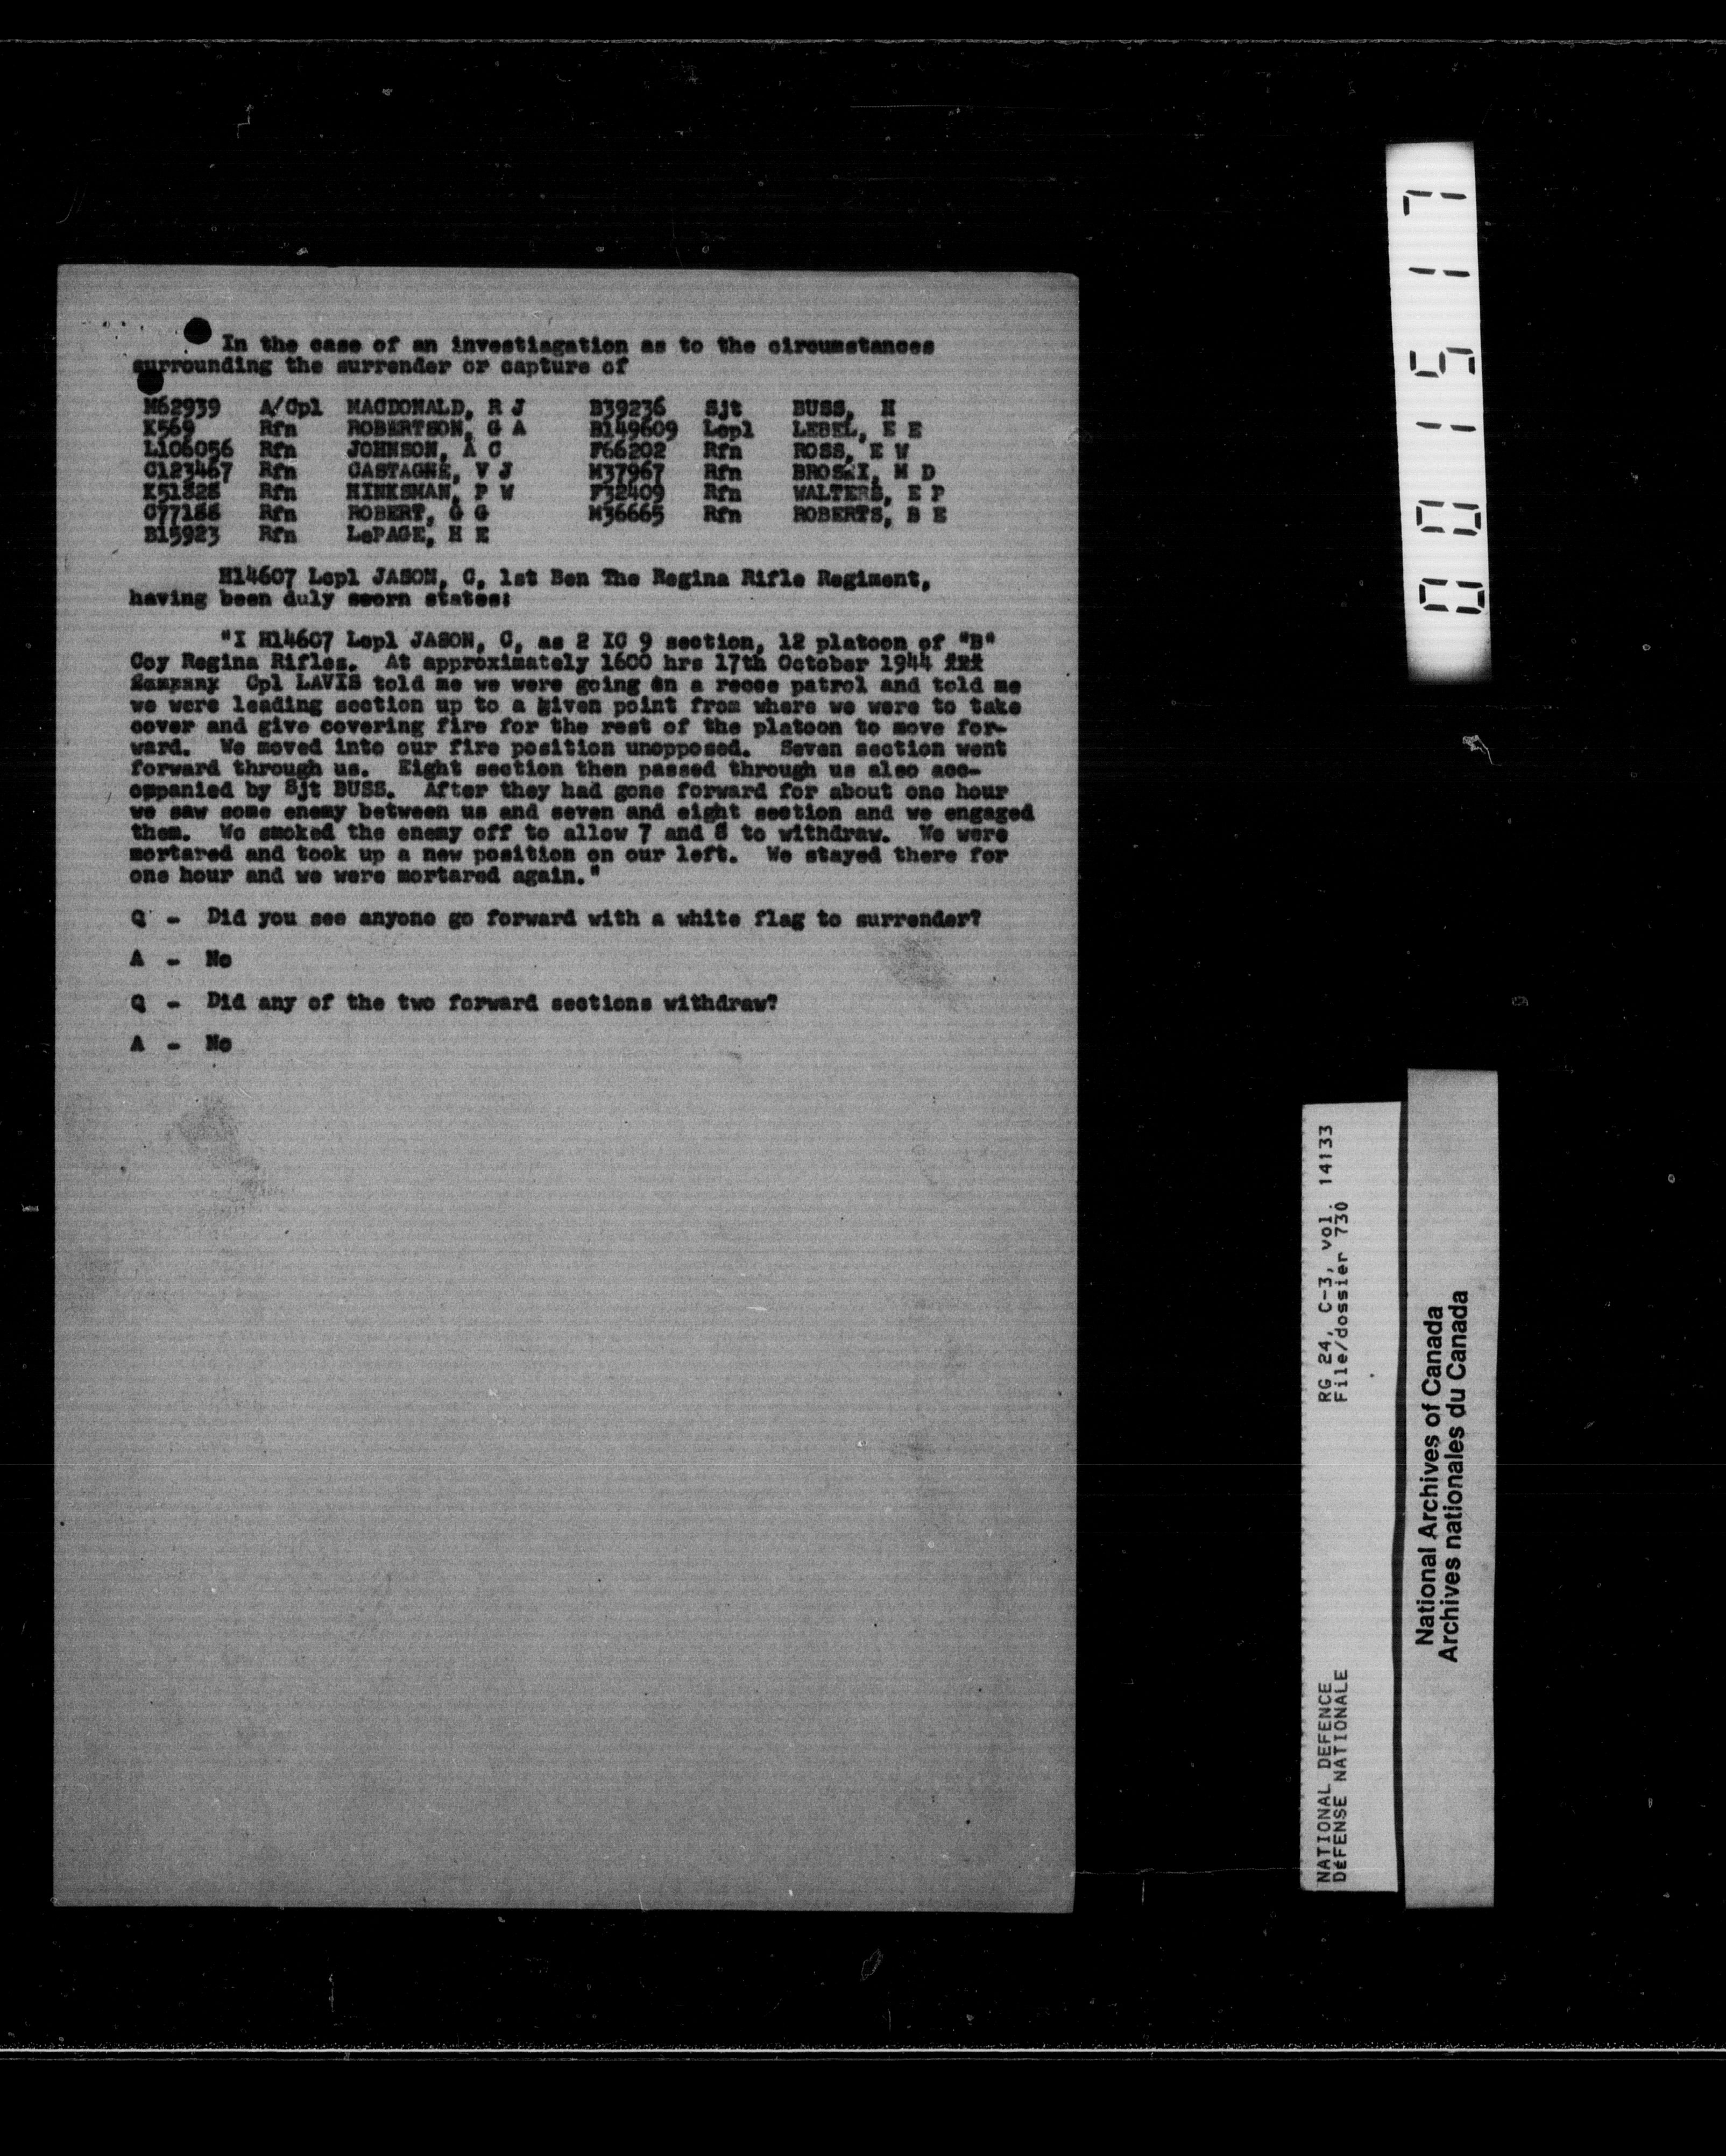 In the case of an investiagation as to the circumstances
surrounding the surrender or capture of
M62939 A/Cpl MACDONALD, R J B39236 Sjt BUSS, H
K569 Rfn ROBERTSON, G A B149609 Lcpl LEBEL, E E
L106056 Rfn JOHNSON, A C F66202 Rfn ROSS, E W
C123467 Rfn CASTAGNE, V J M37967 Rfn BROSKI, M D
K51828 Rfn HINKSMAN, P W F32409 Rfn WALTERS, E P
C77188 Rfn ROBERT, G G M36665 Rfn ROBERTS, B E
B15923 Rfn LePAGE, H E
H14607 Lcpl JASON, C, 1st Ben The Regina Rifle Regiment,
having been duly sworn states:
"I H14607 Lcpl JASON, C, as 2 IC 9 section, 12 platoon of "B"
Coy Regina Rifles. At approximately 1600 hrs 17th October 1944
Cpl LAVIS told me we were going on a recce patrol and told me
we were leading section up to a given point from where we were to take
cover and give covering fire for the rest of the platoon to move for-
ward. We moved into our fire position unopposed. Seven section went
forward through us. Eight section then passed through us also acc-
ompanied by Sjt BUSS. After they had gone forward for about one hour
we saw some enemy between us and seven and eight section and we engaged
them. We smoked the enemy off to allow 7 and 8 to withdraw. We were
mortared and took up a new position on our left. We stayed there for
one hour and we were mortared again."
Q - Did you see anyone go forward with a white flag to surrender?
A - No
Q - Did any of the two forward sections withdraw?
A - No
001517
RG 24, C-3, vol. 14133
File/dossier 730
NATIONAL DEFENCE
DÉFENSE NATIONALE
National Archives of Canada
Archives nationales du Canada